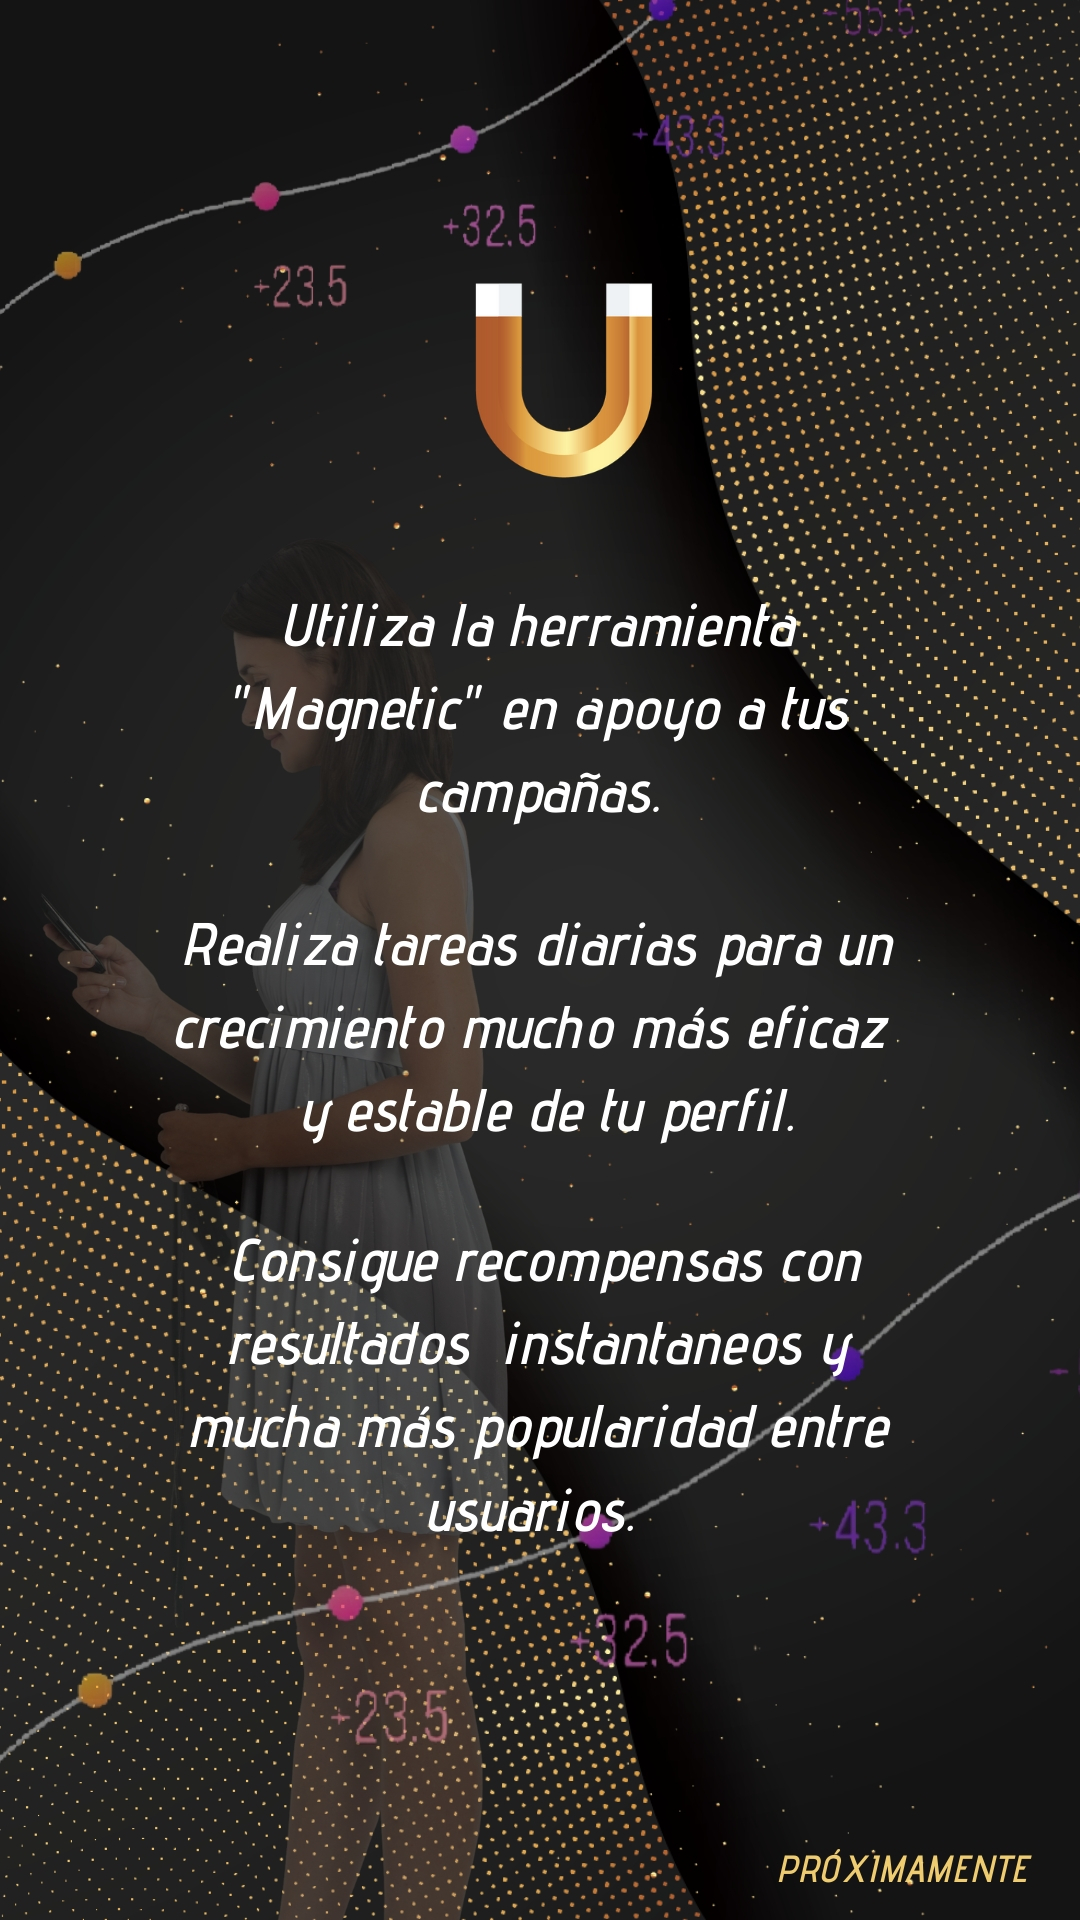 +55.5
+43.3
+32.5
+23.5
Utiliza la herramienta
"Magnetic" en apoyo a tus
campañas.
Realiza tareas diarias para un
crecimiento mucho más eficaz
y estable de tu perfil.
Consigue recompensas con
resultados instantaneos y
mucha más popularidad entre
usuarios.
+43.3
+32.5
+23.5
PRÓXIMAMENTE